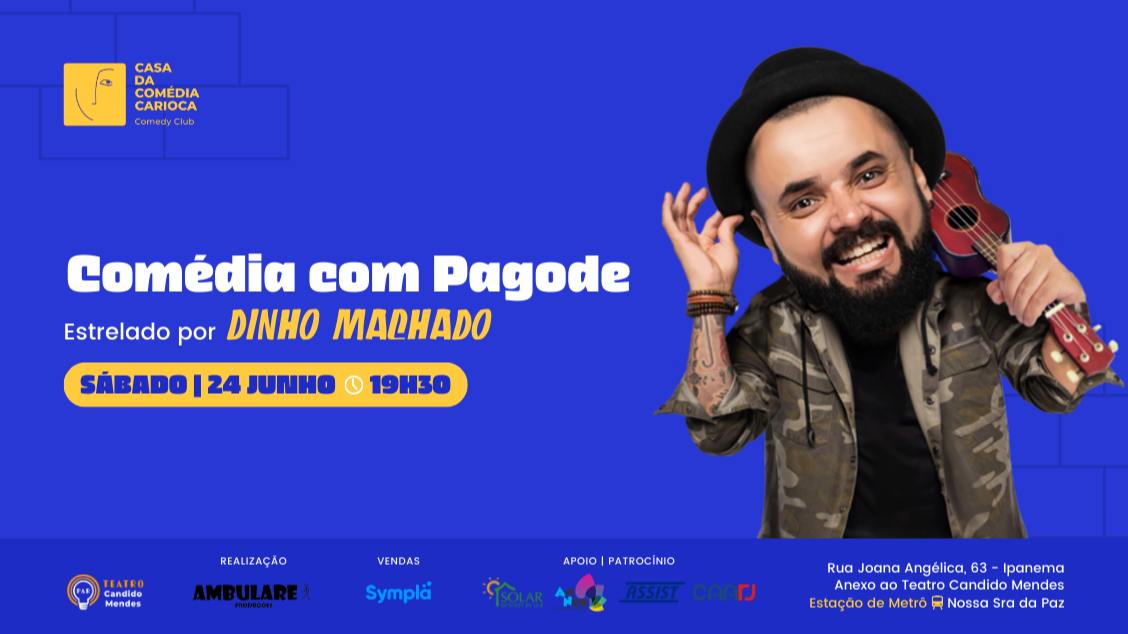 CASA
DA
COMÉDIA
CARIOCA
Comedy Club
Comédia com Pagode
Estrelado por DINHO MACHADO
SÁBADO | 24 JUNHO 19H30
REALIZAÇÃO
VENDAS
APOIO | PATROCÍNIO
TEATRO
Candido
Mendes
AMBULARE
Sympla
SOLAR
ASSIST
Rua Joana Angélica, 63 - Ipanema
Anexo ao Teatro Candido Mendes
Estação de Metrô Nossa Sra da Paz